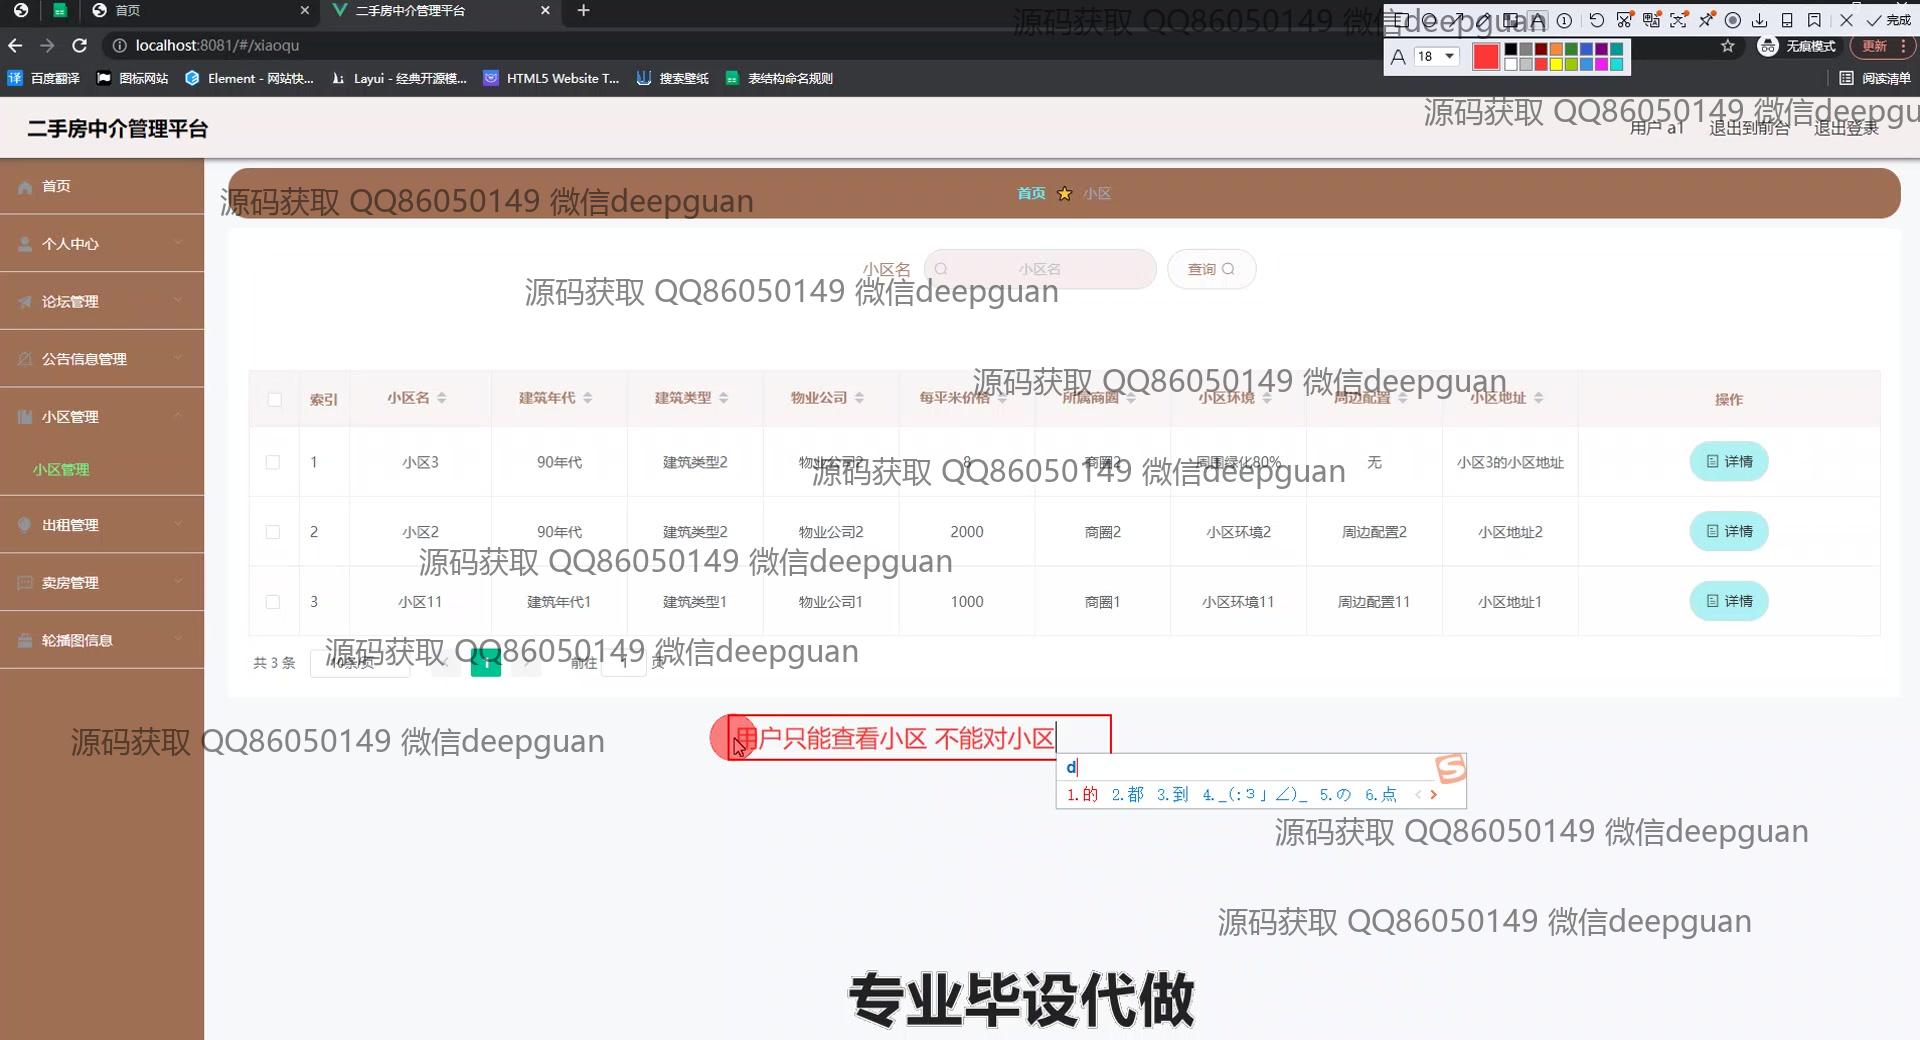 首页
二手房中介管理平台
localhost:8081/#/xiaoqu
无痕模式
更新
完成
A 18
百度翻译
图标网站
Element - 网站快...
Layui - 经典开源模...
HTML5 Website T...
搜索壁纸
表结构命名规则
阅读清单
源码获取 QQ86050149 微信deepguan
二手房中介管理平台
源码获取 QQ86050149 微信deepgu
用户 a1
退出到前台
退出登录
首页
个人中心
论坛管理
公告信息管理
小区管理
小区管理
出租管理
卖房管理
轮播图信息
首页 小区
源码获取 QQ86050149 微信deepguan
小区名 小区名 查询
源码获取 QQ86050149 微信deepguan
源码获取 QQ86050149 微信deepguan
索引 小区名 建筑年代 建筑类型 物业公司 每平米价格 所属商圈 小区环境 周边配置 小区地址 操作
1 小区3 90年代 建筑类型2 物业公司2 8 商圈2 周围绿化80% 无 小区3的小区地址 详情
源码获取 QQ86050149 微信deepguan
2 小区2 90年代 建筑类型2 物业公司2 2000 商圈2 小区环境2 周边配置2 小区地址2 详情
源码获取 QQ86050149 微信deepguan
3 小区11 建筑年代1 建筑类型1 物业公司1 1000 商圈1 小区环境11 周边配置11 小区地址1 详情
源码获取 QQ86050149 微信deepguan
共 3 条 10条/页 1 前往 1 页
用户只能查看小区 不能对小区
源码获取 QQ86050149 微信deepguan
d
1.的 2.都 3.到 4._(:3」∠)_ 5.の 6.点
源码获取 QQ86050149 微信deepguan
源码获取 QQ86050149 微信deepguan
专业毕设代做